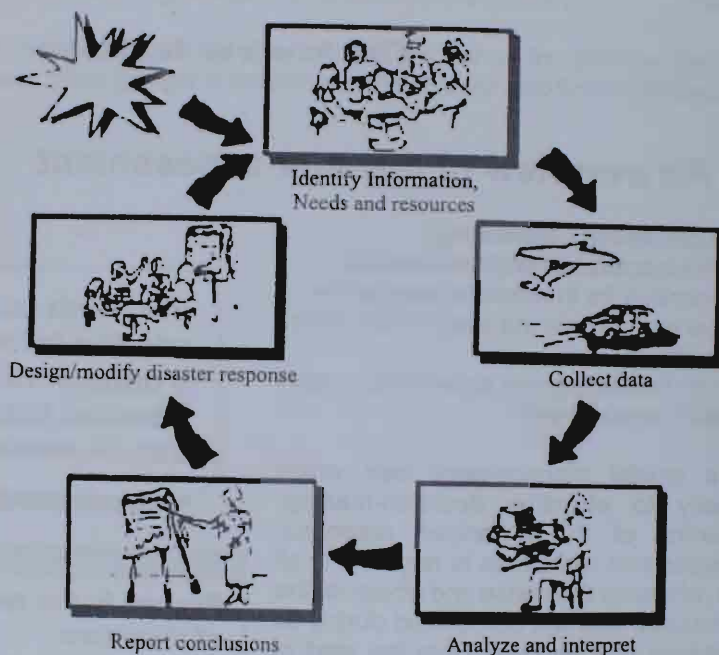 Identify Information,
Needs and resources
Collect data
Analyze and interpret
Report conclusions
Design/modify disaster response